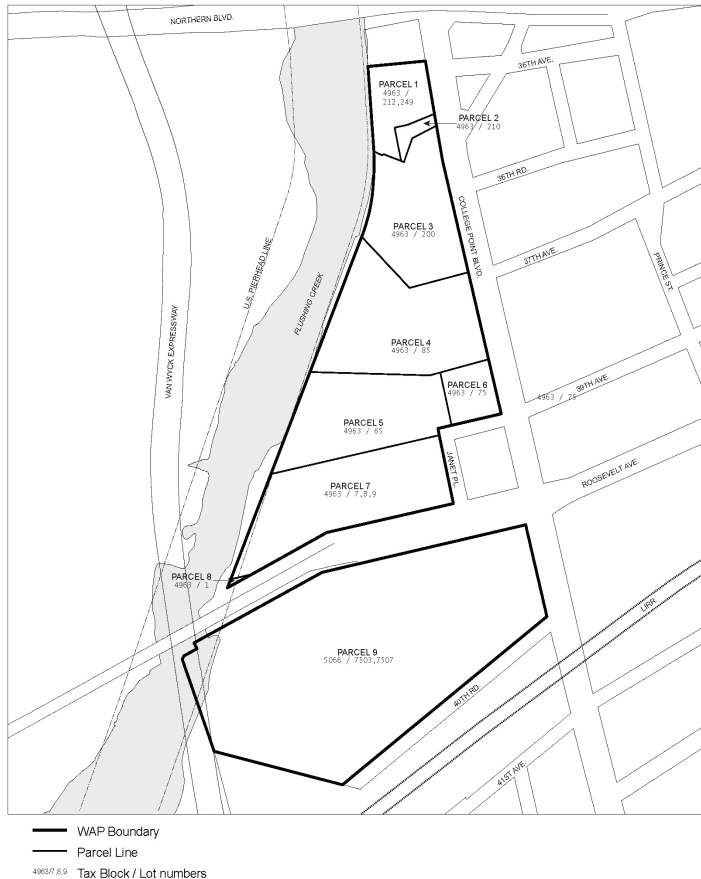 NORTHERN BLVD.
36TH AVE.
PARCEL 1
4963 /
212,249
PARCEL 2
4963 / 210
36TH RD.
COLLEGE POINT BLVD.
PARCEL 3
4963 / 200
37TH AVE.
PRINCE ST.
U.S. PIERHEAD LINE
FLUSHING CREEK
VAN WYCK EXPRESSWAY
PARCEL 4
4963 / 85
PARCEL 6
4963 / 75
39TH AVE.
4963 / 75
PARCEL 5
4963 / 65
JANET PL.
ROOSEVELT AVE.
PARCEL 7
4963 / 7,8,9
PARCEL 8
4963 / 1
LIRR
PARCEL 9
5066 / 7503,7507
40TH RD.
41ST AVE.
WAP Boundary
Parcel Line
4963/7,8,9 Tax Block / Lot numbers